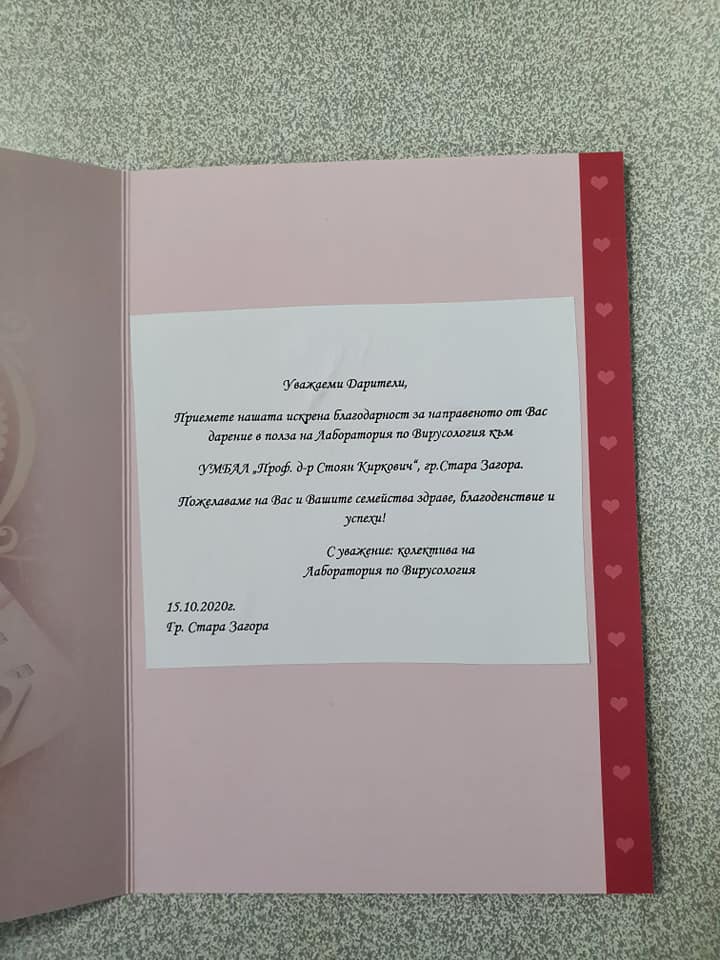 Уважаеми Дарители,
Приемете нашата искрена благодарност за направеното от Вас
дарение в полза на Лаборатория по Вирусология към
УМБАЛ „Проф. д-р Стоян Киркович“, гр.Стара Загора.
Пожелаваме на Вас и Вашите семейства здраве, благоденствие и
успехи!
С уважение: колектива на
Лаборатория по Вирусология
15.10.2020г.
Гр. Стара Загора